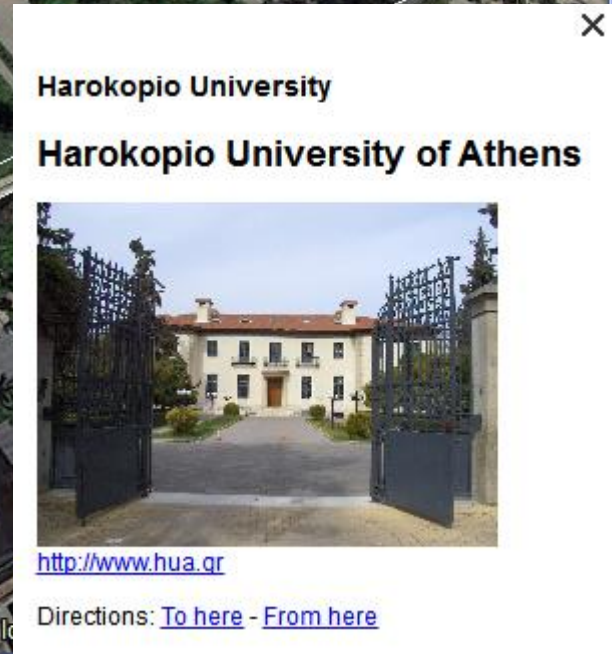 Harokopio University
Harokopio University of Athens
http://www.hua.gr
Directions: To here - From here